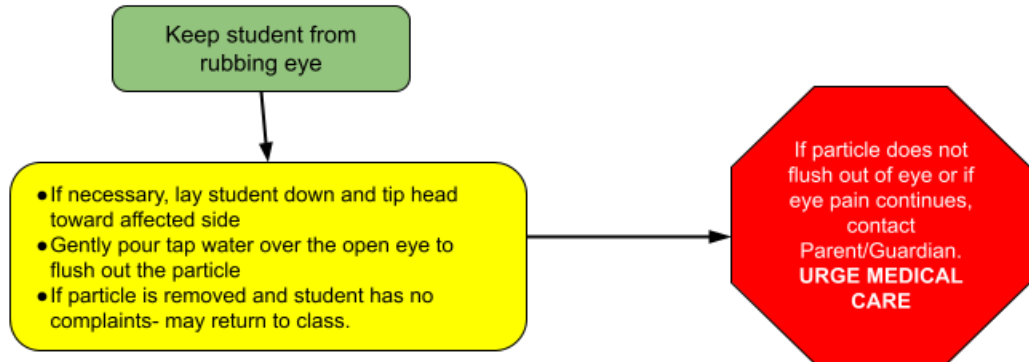 Keep student from
rubbing eye
●If necessary, lay student down and tip head
toward affected side
●Gently pour tap water over the open eye to
flush out the particle
●If particle is removed and student has no
complaints- may return to class.
If particle does not
flush out of eye or if
eye pain continues,
contact
Parent/Guardian.
URGE MEDICAL
CARE